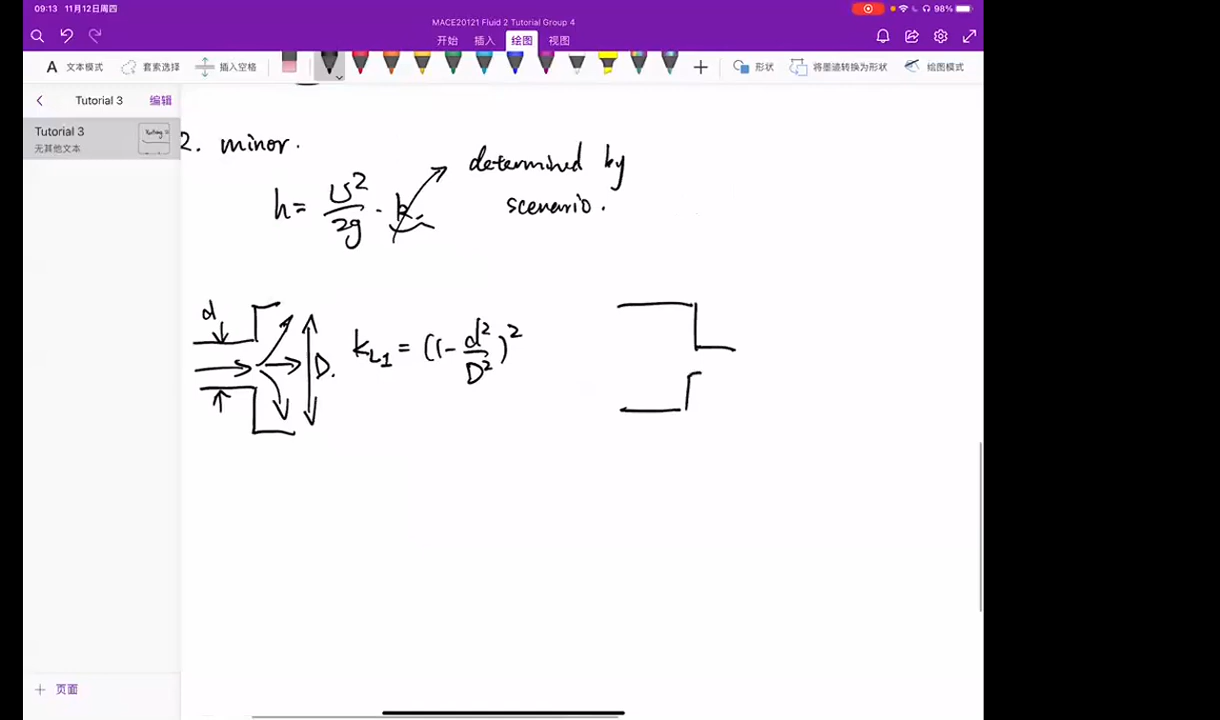 09:13 11月12日周四
98%
MACE20121 Fluid 2 Tutorial Group 4
开始 插入 绘图 视图
A 文本模式 套索选择 插入空格 形状 将墨迹转换为形状 绘图模式
Tutorial 3 编辑
Tutorial 3
无其他文本
2. minor.
determined by
scenario.
h = U²/2g · k
d
D.
k_L1 = (1 - d²/D²)²
页面